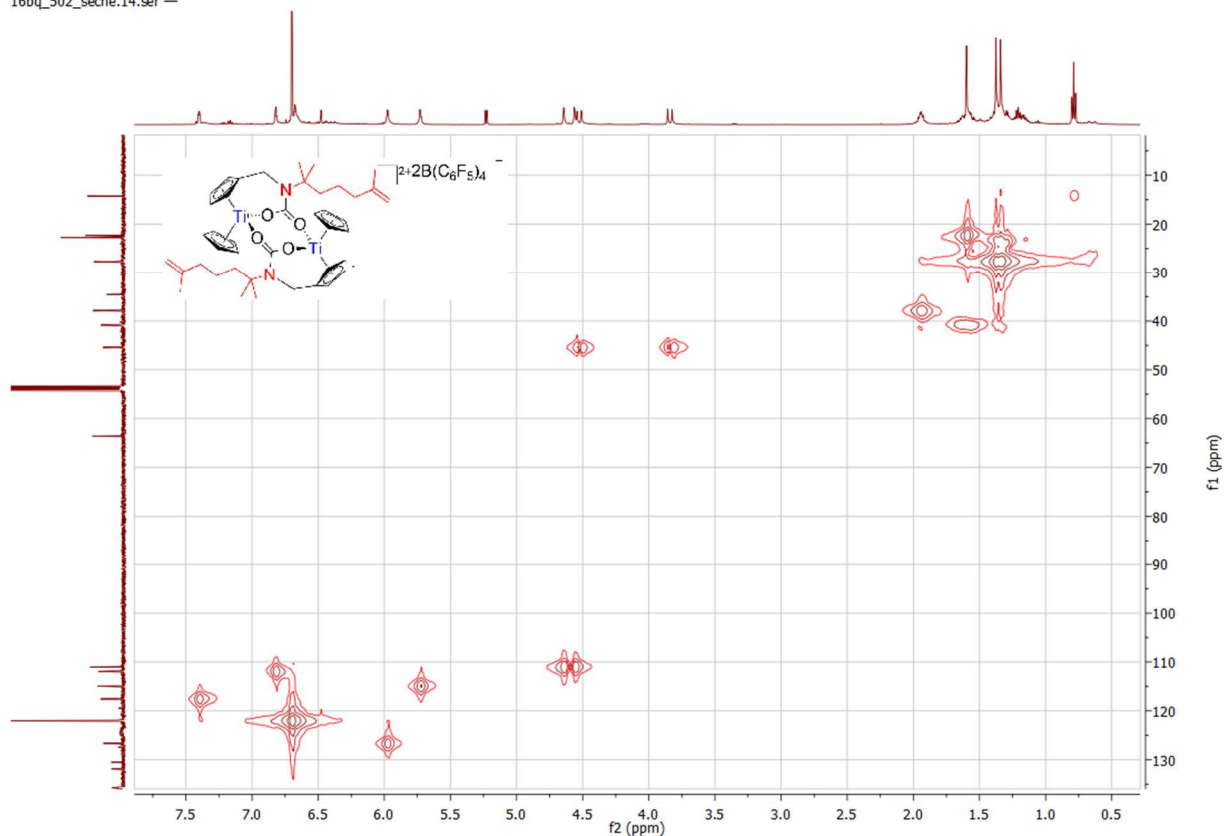 16bq_502_seche.14.ser —
]2+2B(C6F5)4 -
N
Ti O O
O O Ti
N
10
20
30
40
50
60
70
80
90
100
110
120
130
f1 (ppm)
7.5 7.0 6.5 6.0 5.5 5.0 4.5 4.0 3.5 3.0 2.5 2.0 1.5 1.0 0.5
f2 (ppm)